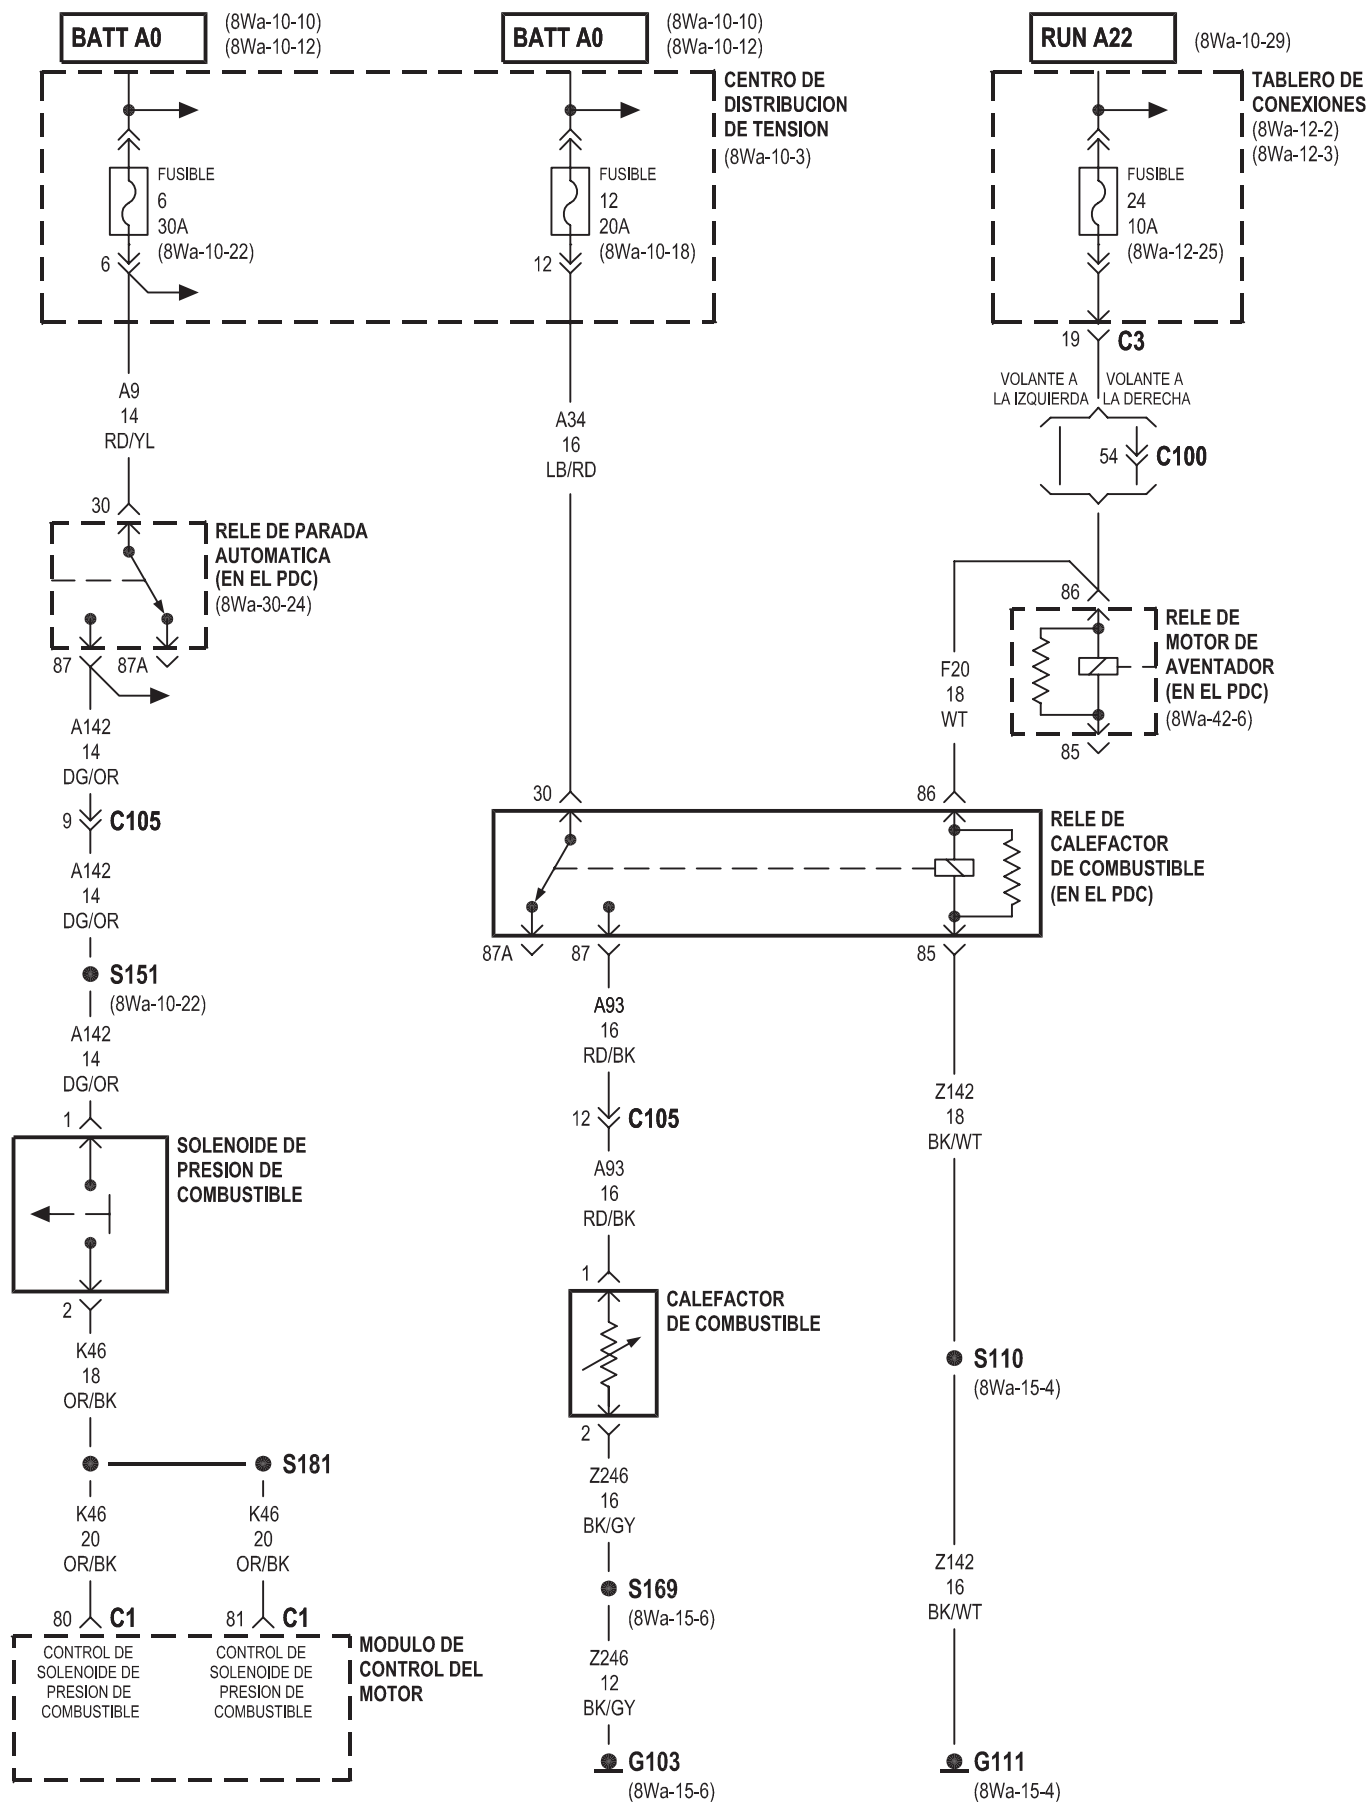 BATT A0
(8Wa-10-10)
(8Wa-10-12)
BATT A0
(8Wa-10-10)
(8Wa-10-12)
RUN A22
(8Wa-10-29)
CENTRO DE
DISTRIBUCION
DE TENSION
(8Wa-10-3)
TABLERO DE
CONEXIONES
(8Wa-12-2)
(8Wa-12-3)
FUSIBLE
6
30A
(8Wa-10-22)
6
FUSIBLE
12
20A
(8Wa-10-18)
12
FUSIBLE
24
10A
(8Wa-12-25)
19
C3
VOLANTE A
LA IZQUIERDA
VOLANTE A
LA DERECHA
54
C100
A9
14
RD/YL
A34
16
LB/RD
30
RELE DE PARADA
AUTOMATICA
(EN EL PDC)
(8Wa-30-24)
87
87A
86
RELE DE
MOTOR DE
AVENTADOR
(EN EL PDC)
(8Wa-42-6)
85
F20
18
WT
A142
14
DG/OR
9
C105
A142
14
DG/OR
S151
(8Wa-10-22)
A142
14
DG/OR
30
86
RELE DE
CALEFACTOR
DE COMBUSTIBLE
(EN EL PDC)
87A
87
85
A93
16
RD/BK
12
C105
A93
16
RD/BK
Z142
18
BK/WT
1
SOLENOIDE DE
PRESION DE
COMBUSTIBLE
2
K46
18
OR/BK
S181
K46
20
OR/BK
K46
20
OR/BK
80
C1
81
C1
CONTROL DE
SOLENOIDE DE
PRESION DE
COMBUSTIBLE
CONTROL DE
SOLENOIDE DE
PRESION DE
COMBUSTIBLE
MODULO DE
CONTROL DEL
MOTOR
1
CALEFACTOR
DE COMBUSTIBLE
2
Z246
16
BK/GY
S169
(8Wa-15-6)
Z246
12
BK/GY
G103
(8Wa-15-6)
S110
(8Wa-15-4)
Z142
16
BK/WT
G111
(8Wa-15-4)